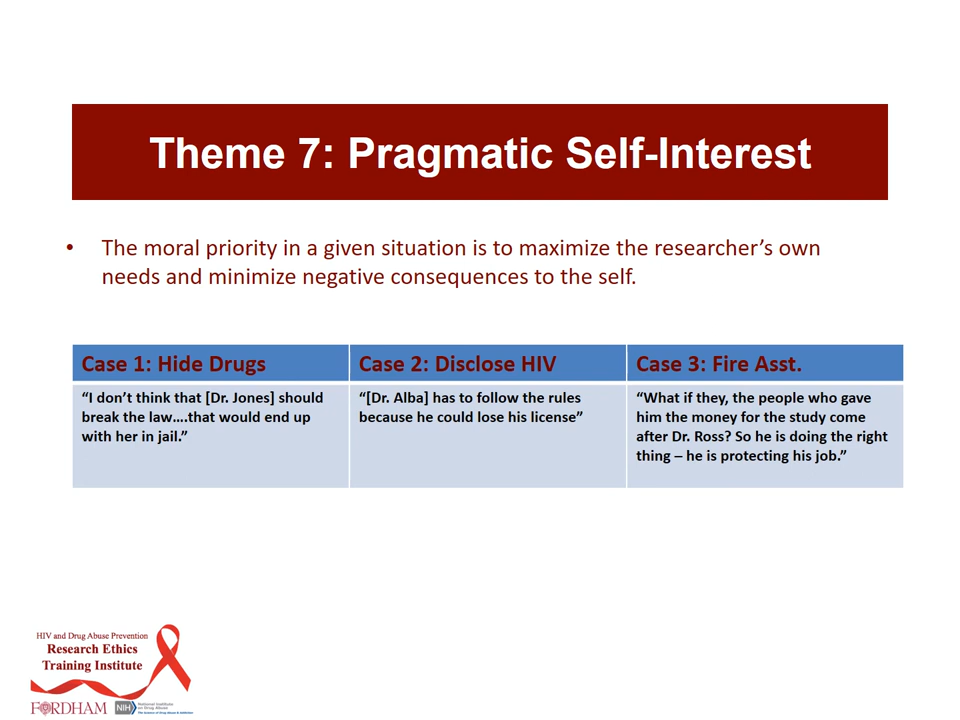 Theme 7: Pragmatic Self-Interest
• The moral priority in a given situation is to maximize the researcher’s own
needs and minimize negative consequences to the self.
Case 1: Hide Drugs
“I don’t think that [Dr. Jones] should
break the law….that would end up
with her in jail.”
Case 2: Disclose HIV
“[Dr. Alba] has to follow the rules
because he could lose his license”
Case 3: Fire Asst.
“What if they, the people who gave
him the money for the study come
after Dr. Ross? So he is doing the right
thing – he is protecting his job.”
HIV and Drug Abuse Prevention
Research Ethics
Training Institute
FORDHAM
NIH
National Institute
on Drug Abuse